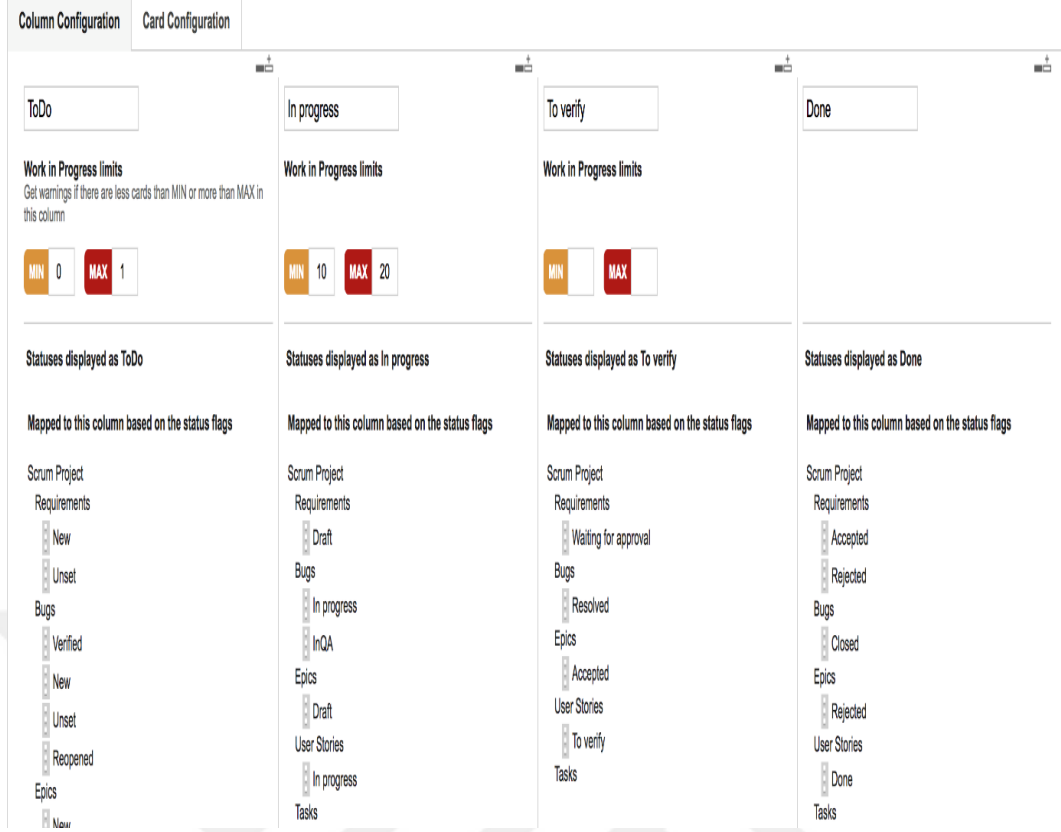 Column Configuration
Card Configuration
ToDo
Work in Progress limits
Get warnings if there are less cards than MIN or more than MAX in
this column
MIN 0 MAX 1
Statuses displayed as ToDo
Mapped to this column based on the status flags
Scrum Project
Requirements
New
Unset
Bugs
Verified
New
Unset
Reopened
Epics
New
In progress
Work in Progress limits
MIN 10 MAX 20
Statuses displayed as In progress
Mapped to this column based on the status flags
Scrum Project
Requirements
Draft
Bugs
In progress
InQA
Epics
Draft
User Stories
In progress
Tasks
To verify
Work in Progress limits
MIN MAX
Statuses displayed as To verify
Mapped to this column based on the status flags
Scrum Project
Requirements
Waiting for approval
Bugs
Resolved
Epics
Accepted
User Stories
To verify
Tasks
Done
Statuses displayed as Done
Mapped to this column based on the status flags
Scrum Project
Requirements
Accepted
Rejected
Bugs
Closed
Epics
Rejected
User Stories
Done
Tasks